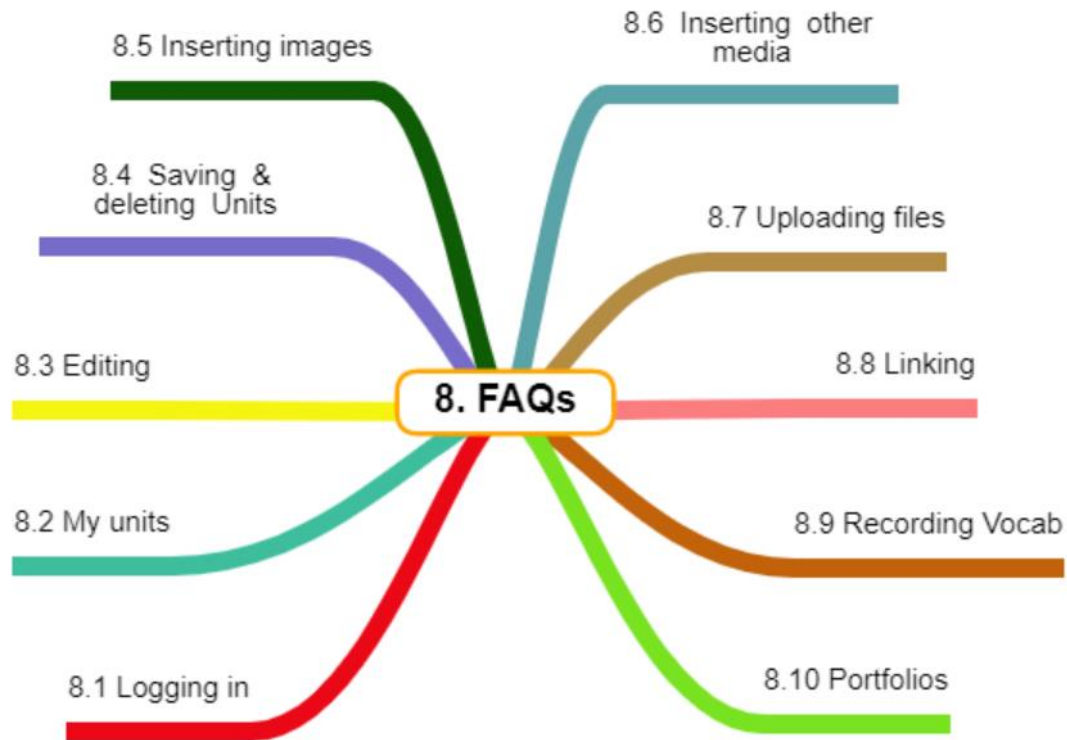 8.5 Inserting images
8.6 Inserting other
media
8.4 Saving &
deleting Units
8.7 Uploading files
8.3 Editing
8.8 Linking
8. FAQs
8.2 My units
8.9 Recording Vocab
8.1 Logging in
8.10 Portfolios